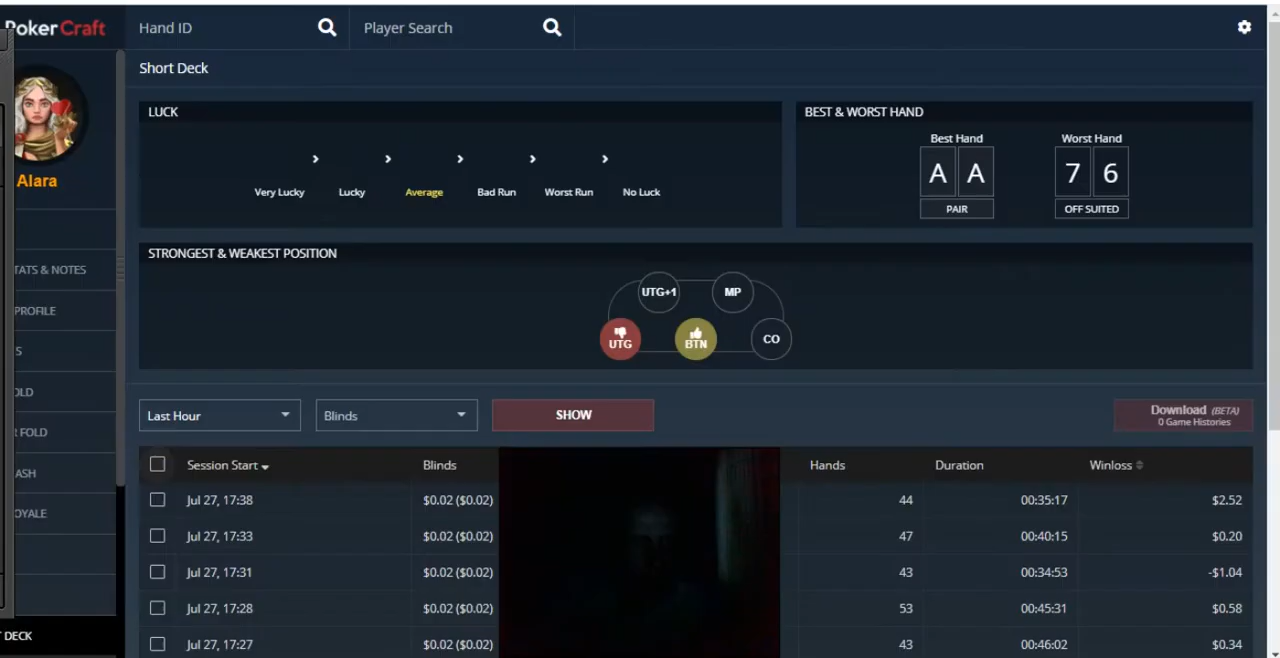 PokerCraft
Hand ID
Player Search
Short Deck
LUCK
Very Lucky
Lucky
Average
Bad Run
Worst Run
No Luck
BEST & WORST HAND
Best Hand
Worst Hand
A A
7 6
PAIR
OFF SUITED
Alara
STRONGEST & WEAKEST POSITION
UTG+1
MP
UTG
BTN
CO
TATS & NOTES
PROFILE
S
OLD
R FOLD
ASH
OYALE
T DECK
Last Hour
Blinds
SHOW
Download (BETA)
0 Game Histories
Session Start Blinds Hands Duration Winloss
Jul 27, 17:38 $0.02 ($0.02) 44 00:35:17 $2.52
Jul 27, 17:33 $0.02 ($0.02) 47 00:40:15 $0.20
Jul 27, 17:31 $0.02 ($0.02) 43 00:34:53 -$1.04
Jul 27, 17:28 $0.02 ($0.02) 53 00:45:31 $0.58
Jul 27, 17:27 $0.02 ($0.02) 43 00:46:02 $0.34